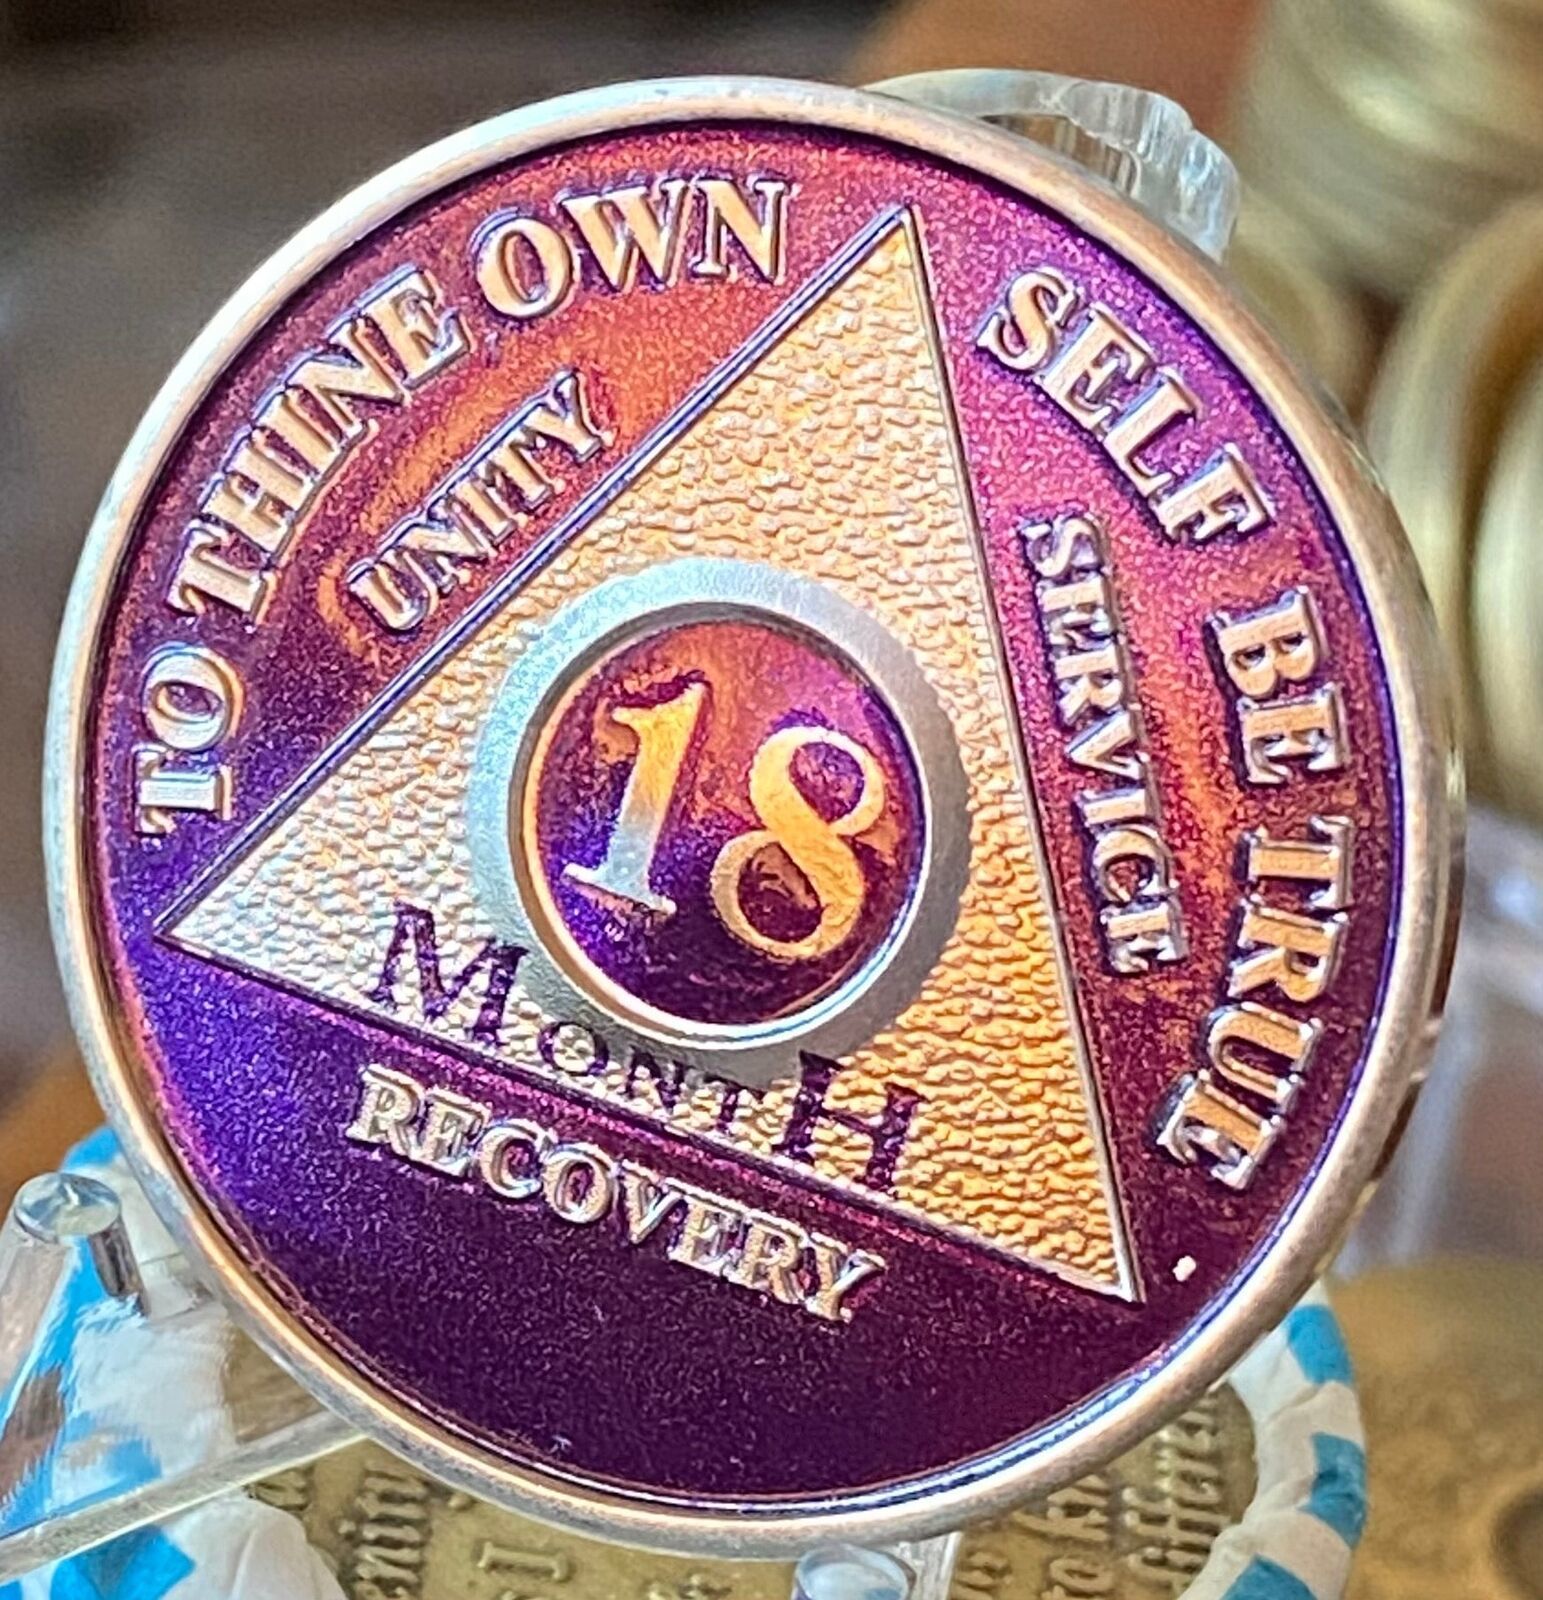 TO THINE OWN SELF BE TRUE
UNITY
SERVICE
18
MONTH
RECOVERY